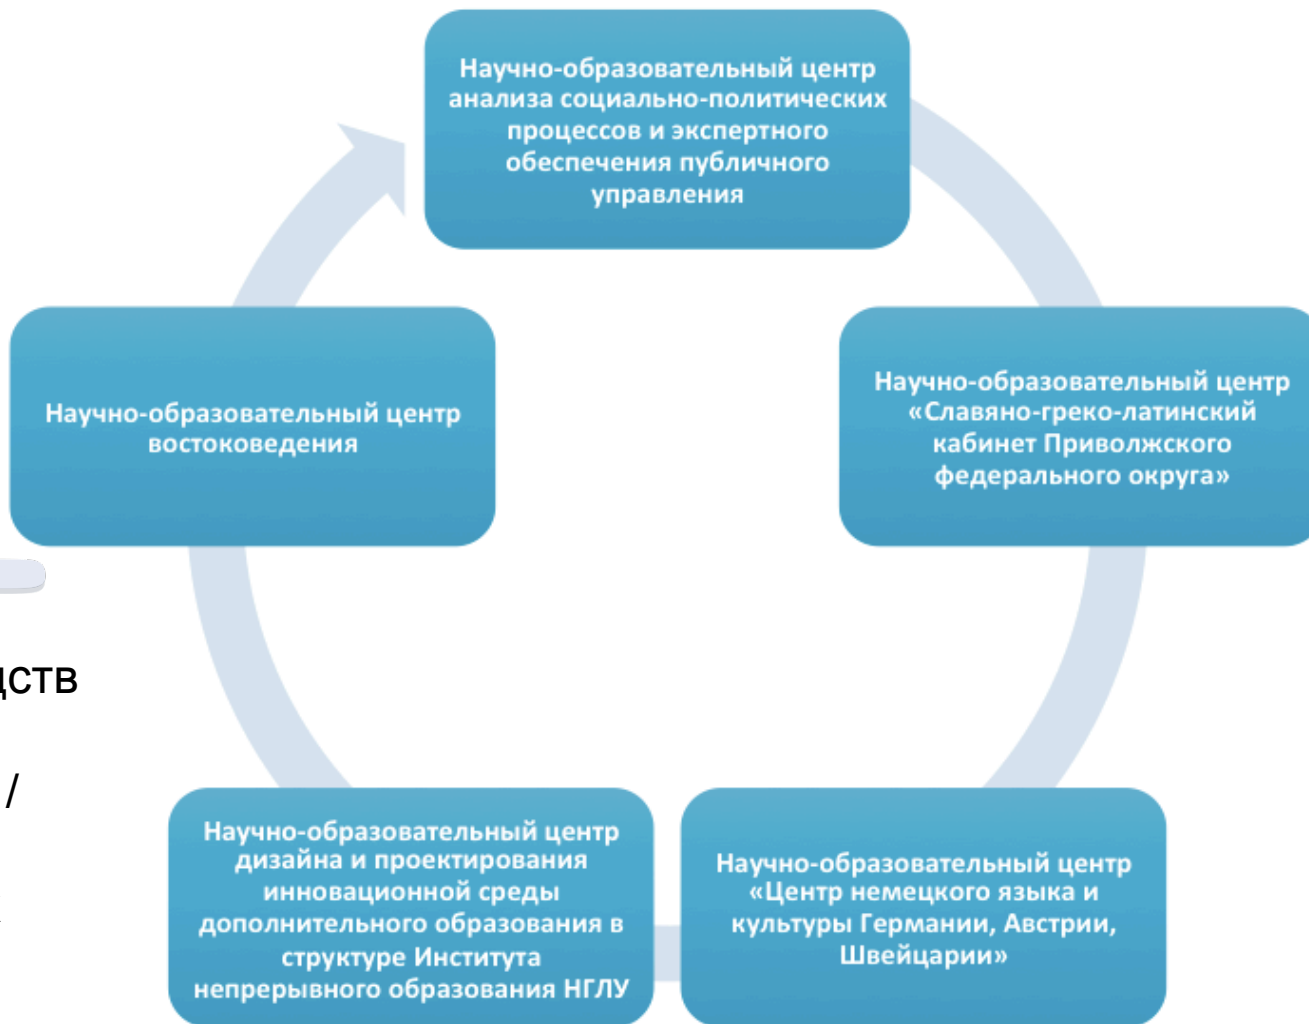 Научно-образовательный центр
анализа социально-политических
процессов и экспертного
обеспечения публичного
управления
Научно-образовательный центр
«Славяно-греко-латинский
кабинет Приволжского
федерального округа»
Научно-образовательный центр
«Центр немецкого языка и
культуры Германии, Австрии,
Швейцарии»
Научно-образовательный центр
дизайна и проектирования
инновационной среды
дополнительного образования в
структуре Института
непрерывного образования НГЛУ
Научно-образовательный центр
востоковедения
дств
/